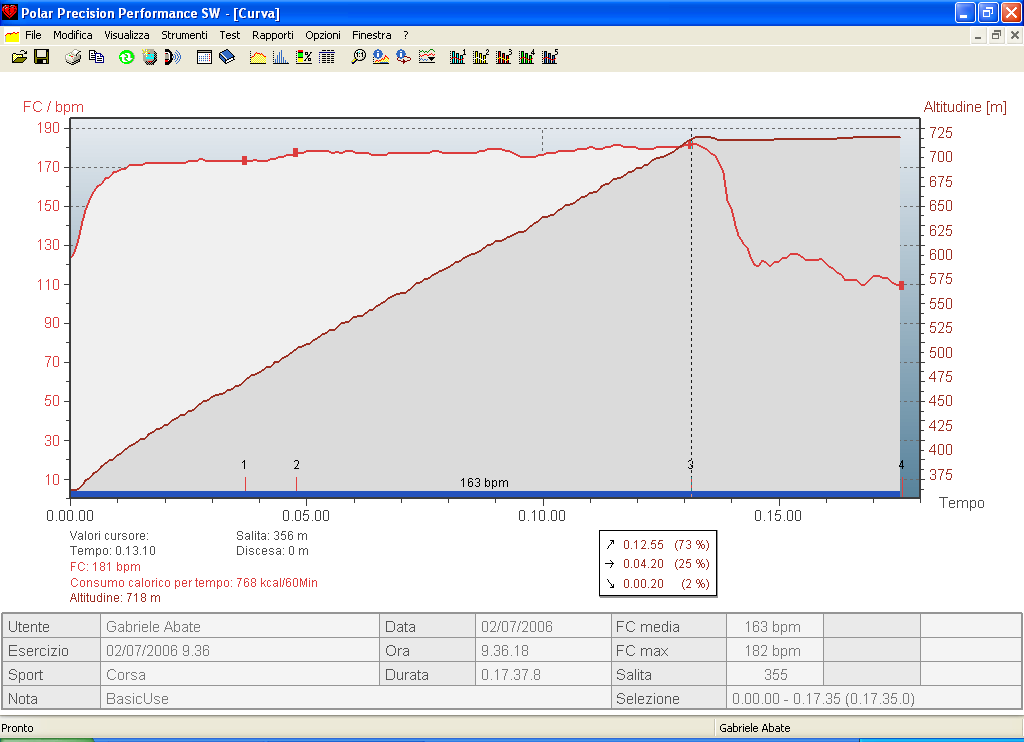 Polar Precision Performance SW - [Curva]
File Modifica Visualizza Strumenti Test Rapporti Opzioni Finestra ?
FC / bpm
Altitudine [m]
190
170
150
130
110
90
70
50
30
10
725
700
675
650
625
600
575
550
525
500
475
450
425
400
375
1
2
163 bpm
3
4
0.00.00 0.05.00 0.10.00 0.15.00
Tempo
Valori cursore: Salita: 356 m
Tempo: 0.13.10 Discesa: 0 m
FC: 181 bpm
Consumo calorico per tempo: 768 kcal/60Min
Altitudine: 718 m
↗ 0.12.55 (73 %)
→ 0.04.20 (25 %)
↘ 0.00.20 (2 %)
Utente Gabriele Abate Data 02/07/2006 FC media 163 bpm
Esercizio 02/07/2006 9.36 Ora 9.36.18 FC max 182 bpm
Sport Corsa Durata 0.17.37.8 Salita 355
Nota BasicUse Selezione 0.00.00 - 0.17.35 (0.17.35.0)
Pronto Gabriele Abate